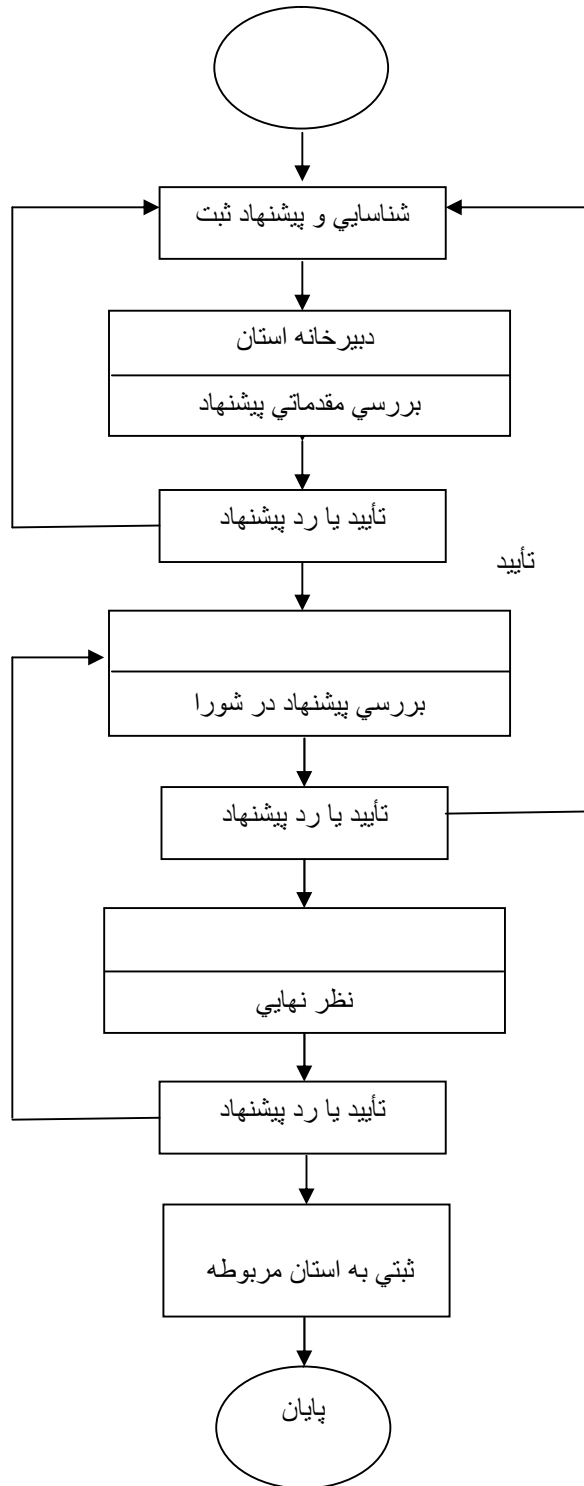 شناسايي و پيشنهاد ثبت
دبيرخانه استان
بررسي مقدماتي پيشنهاد
تأييد يا رد پيشنهاد
تأييد
بررسي پيشنهاد در شورا
تأييد يا رد پيشنهاد
نظر نهايي
تأييد يا رد پيشنهاد
ثبتي به استان مربوطه
پايان